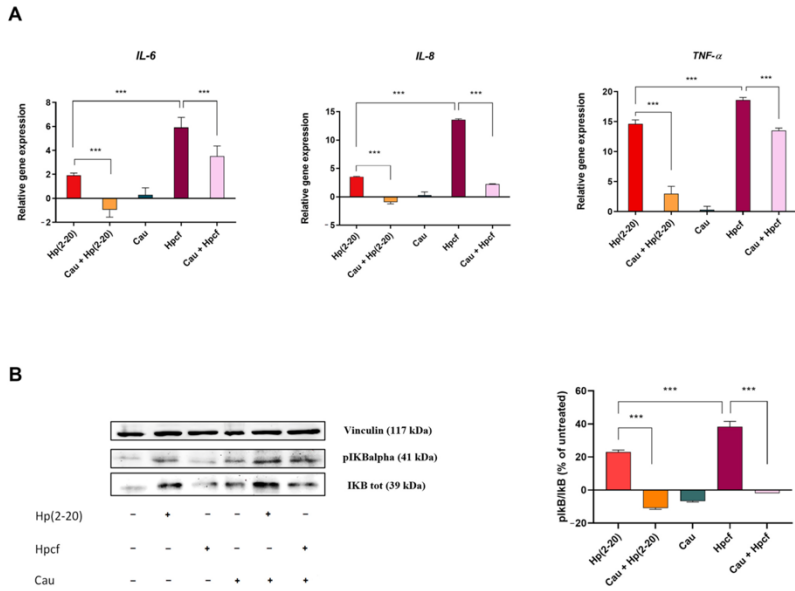 A
IL-6
IL-8
TNF-α
Relative gene expression
8
6
4
2
0
-2
***
***
***
Hp(2-20)
Cau + Hp(2-20)
Cau
Hpcf
Cau + Hpcf
Relative gene expression
15
10
5
0
-5
***
***
***
Hp(2-20)
Cau + Hp(2-20)
Cau
Hpcf
Cau + Hpcf
Relative gene expression
20
15
10
5
0
***
***
***
Hp(2-20)
Cau + Hp(2-20)
Cau
Hpcf
Cau + Hpcf
B
Vinculin (117 kDa)
pIKBalpha (41 kDa)
IKB tot (39 kDa)
Hp(2-20) – + – – + –
Hpcf – – + – – +
Cau – – – + + +
pIkB/IkB (% of untreated)
60
40
20
0
-20
***
***
***
Hp(2-20)
Cau + Hp(2-20)
Cau
Hpcf
Cau + Hpcf